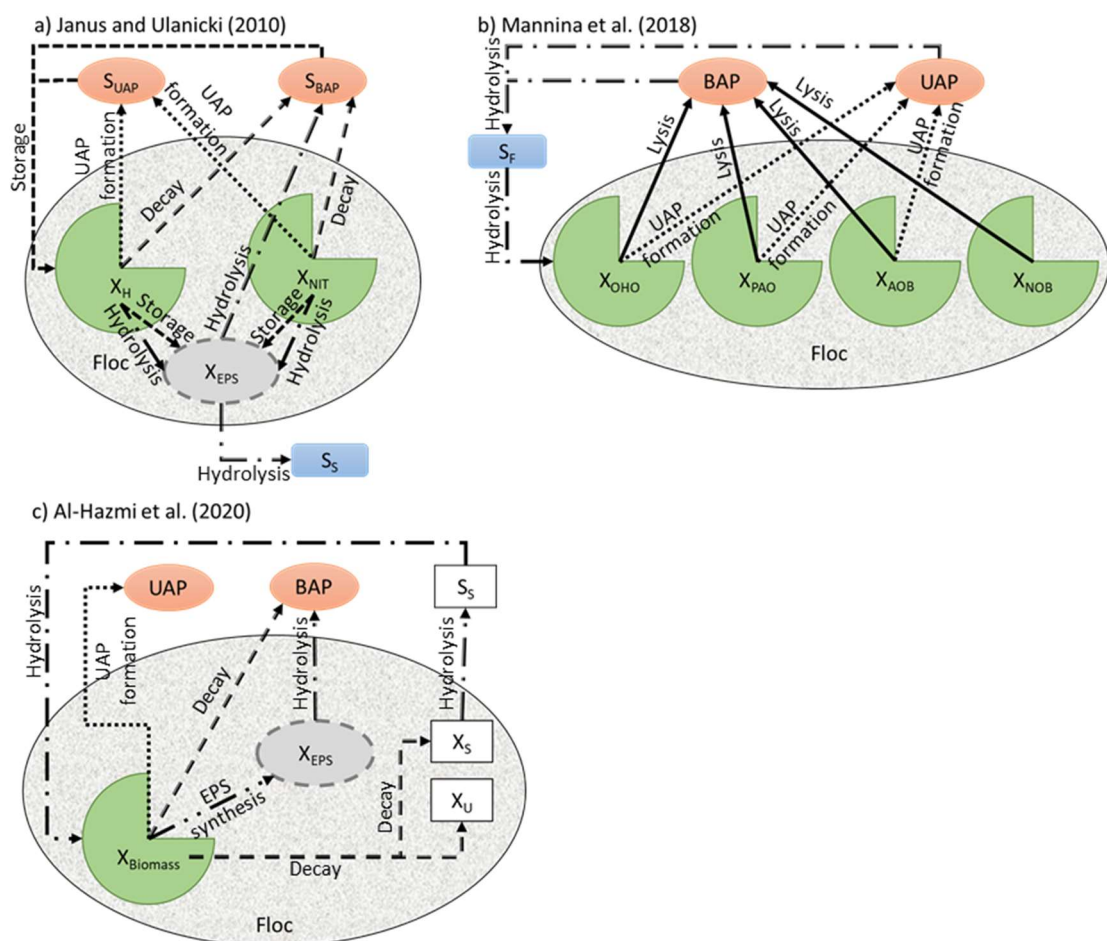 a) Janus and Ulanicki (2010)
S_UAP
S_BAP
UAP
formation
Storage
UAP
formation
Decay
Decay
Hydrolysis
X_H
X_NIT
Storage
Hydrolysis
Storage
Hydrolysis
Floc
X_EPS
Hydrolysis
S_S
b) Mannina et al. (2018)
Hydrolysis
BAP
UAP
S_F
Hydrolysis
Lysis
Lysis
Lysis
Lysis
UAP
formation
UAP
formation
UAP
formation
X_OHO
X_PAO
X_AOB
X_NOB
Floc
c) Al-Hazmi et al. (2020)
Hydrolysis
UAP
BAP
S_S
UAP
formation
Decay
Hydrolysis
Hydrolysis
X_EPS
X_S
X_U
EPS
synthesis
Decay
X_Biomass
Decay
Floc